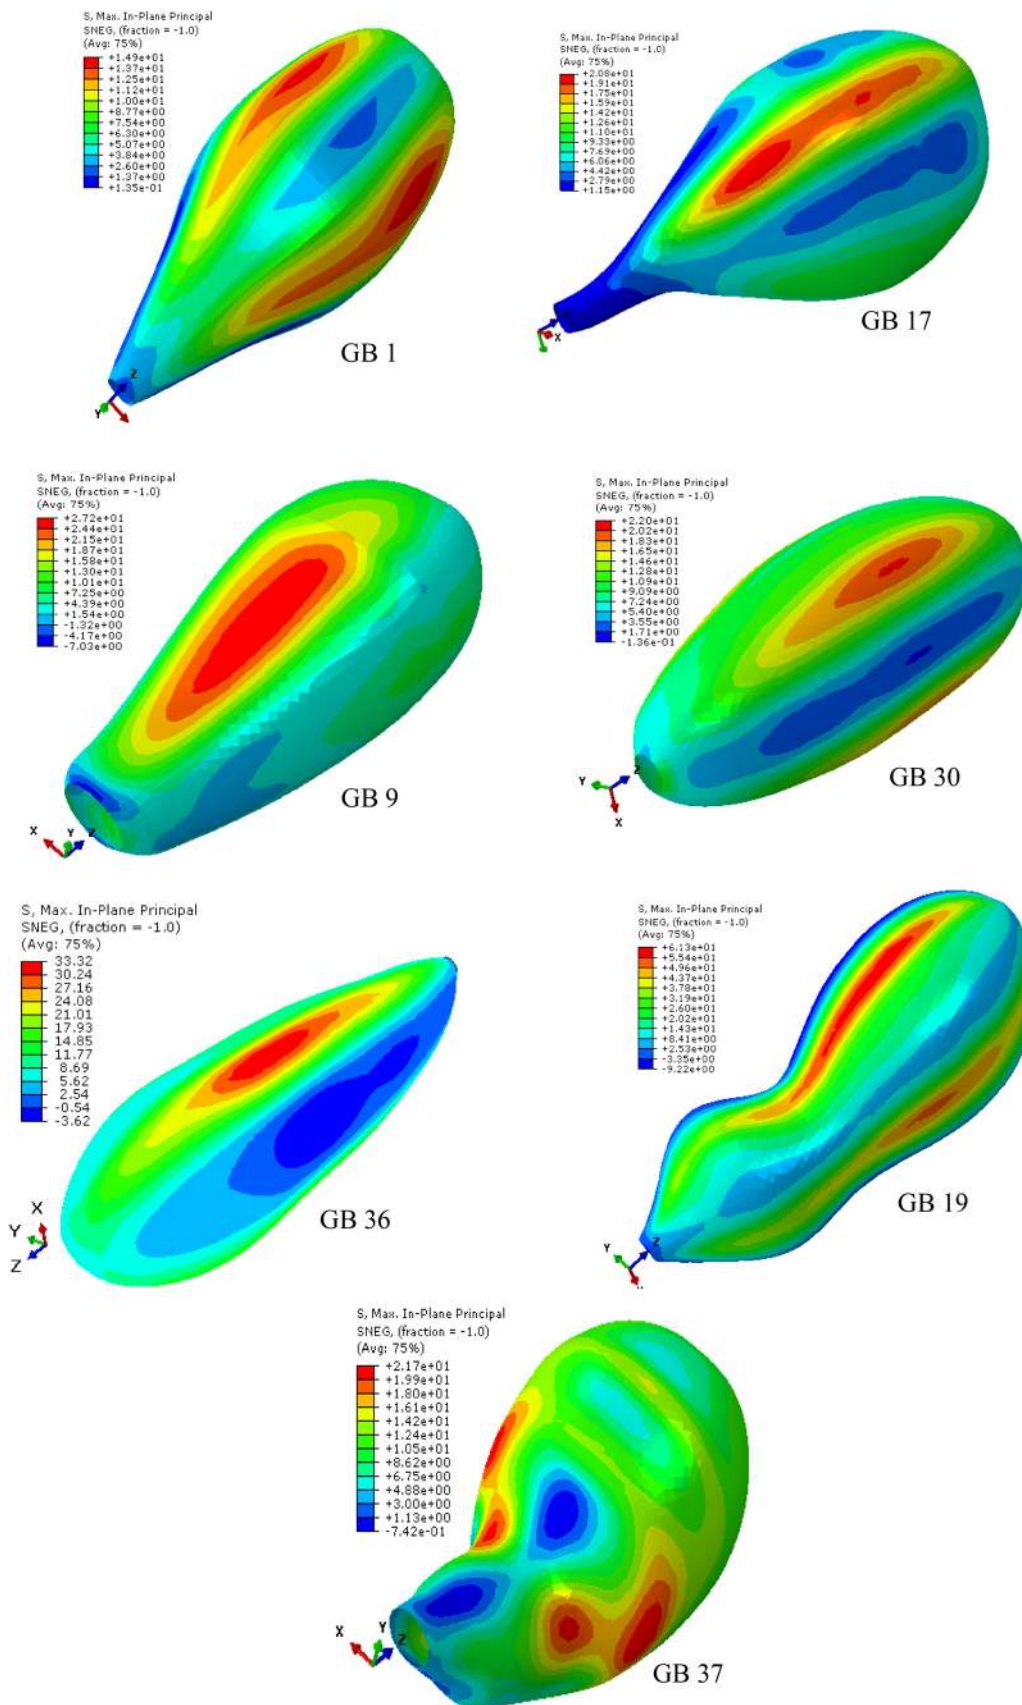 S, Max. In-Plane Principal
SNEG, (fraction = -1.0)
(Avg: 75%)
+1.49e+01
+1.37e+01
+1.25e+01
+1.12e+01
+1.00e+01
+8.77e+00
+7.54e+00
+6.30e+00
+5.07e+00
+3.84e+00
+2.60e+00
+1.37e+00
+1.35e-01
Z
Y
GB 1
S, Max. In-Plane Principal
SNEG, (fraction = -1.0)
(Avg: 75%)
+2.08e+01
+1.91e+01
+1.75e+01
+1.59e+01
+1.42e+01
+1.26e+01
+1.10e+01
+9.33e+00
+7.69e+00
+6.06e+00
+4.42e+00
+2.79e+00
+1.15e+00
X
GB 17
S, Max. In-Plane Principal
SNEG, (fraction = -1.0)
(Avg: 75%)
+2.72e+01
+2.44e+01
+2.15e+01
+1.87e+01
+1.58e+01
+1.30e+01
+1.01e+01
+7.25e+00
+4.39e+00
+1.54e+00
-1.32e+00
-4.17e+00
-7.03e+00
X Y Z
GB 9
S, Max. In-Plane Principal
SNEG, (fraction = -1.0)
(Avg: 75%)
+2.20e+01
+2.02e+01
+1.83e+01
+1.65e+01
+1.46e+01
+1.28e+01
+1.09e+01
+9.09e+00
+7.24e+00
+5.40e+00
+3.55e+00
+1.71e+00
-1.36e-01
Y Z
X
GB 30
S, Max. In-Plane Principal
SNEG, (fraction = -1.0)
(Avg: 75%)
33.32
30.24
27.16
24.08
21.01
17.93
14.85
11.77
8.69
5.62
2.54
-0.54
-3.62
X
Y
Z
GB 36
S, Max. In-Plane Principal
SNEG, (fraction = -1.0)
(Avg: 75%)
+6.13e+01
+5.54e+01
+4.96e+01
+4.37e+01
+3.78e+01
+3.19e+01
+2.60e+01
+2.02e+01
+1.43e+01
+8.41e+00
+2.53e+00
-3.35e+00
-9.22e+00
Y Z
GB 19
S, Max. In-Plane Principal
SNEG, (fraction = -1.0)
(Avg: 75%)
+2.17e+01
+1.99e+01
+1.80e+01
+1.61e+01
+1.42e+01
+1.24e+01
+1.05e+01
+8.62e+00
+6.75e+00
+4.88e+00
+3.00e+00
+1.13e+00
-7.42e-01
X Y Z
GB 37